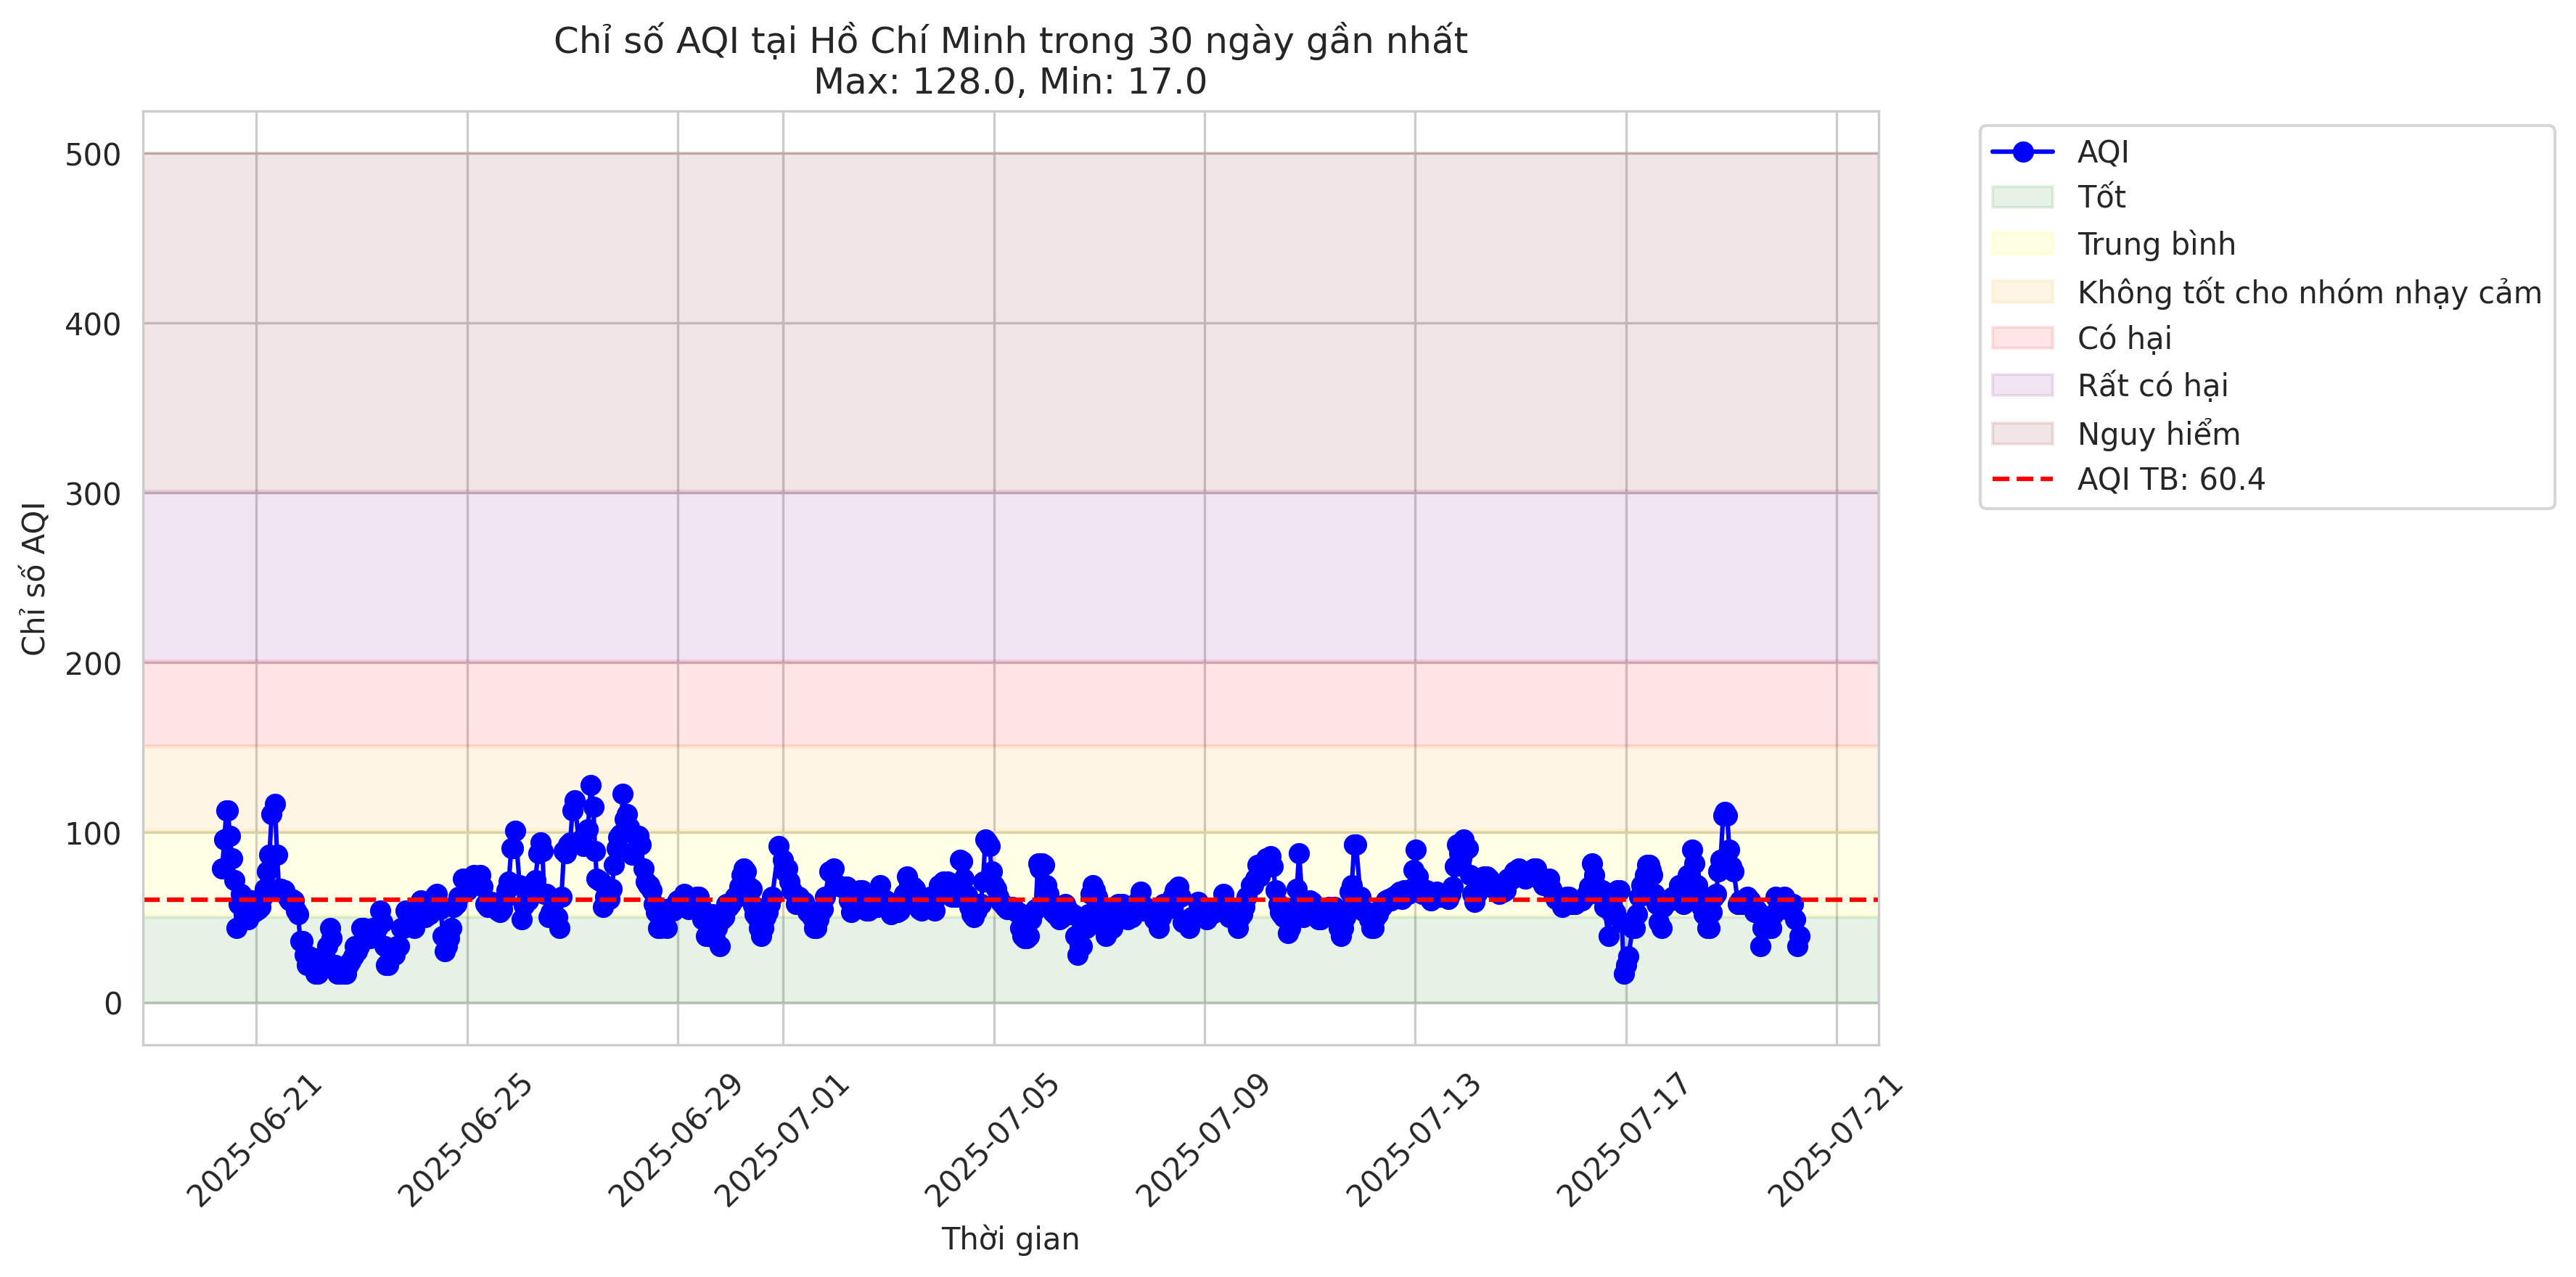 Chỉ số AQI tại Hồ Chí Minh trong 30 ngày gần nhất
Max: 128.0, Min: 17.0
Chỉ số AQI
500
400
300
200
100
0
2025-06-21
2025-06-25
2025-06-29
2025-07-01
2025-07-05
2025-07-09
2025-07-13
2025-07-17
2025-07-21
Thời gian
AQI
Tốt
Trung bình
Không tốt cho nhóm nhạy cảm
Có hại
Rất có hại
Nguy hiểm
AQI TB: 60.4